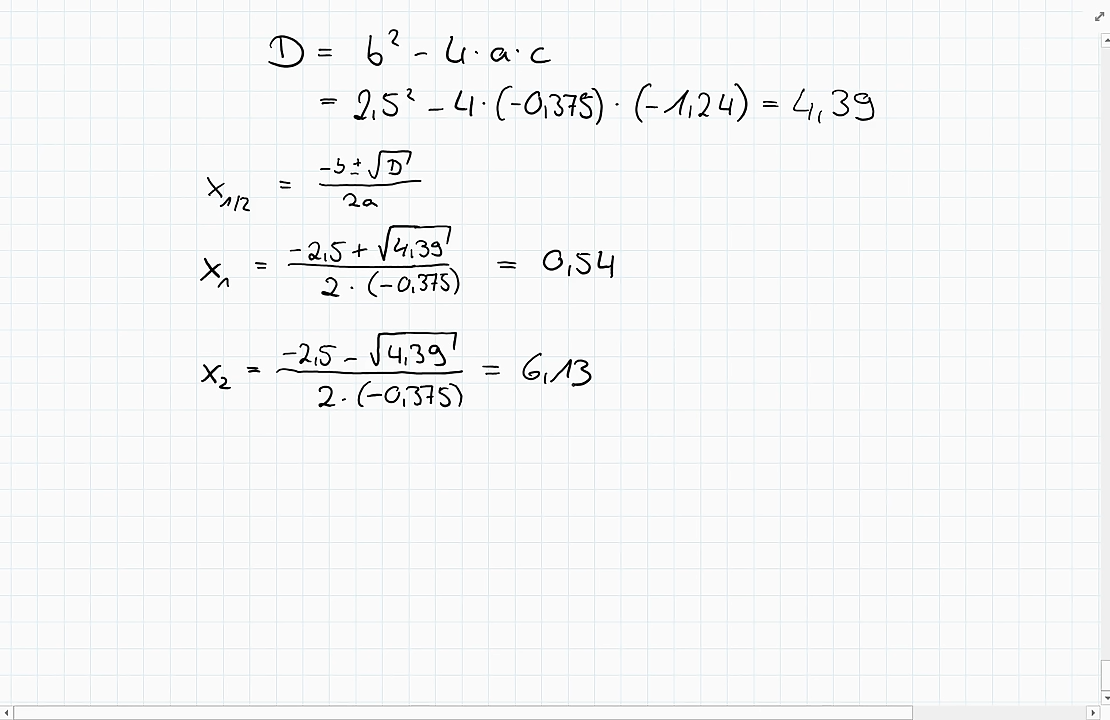 D = b² - 4 · a · c
= 2,5² - 4 · (-0,375) · (-1,24) = 4,39
x₁/₂ = (-b ± √D) / 2a
x₁ = (-2,5 + √4,39) / (2 · (-0,375)) = 0,54
x₂ = (-2,5 - √4,39) / (2 · (-0,375)) = 6,13